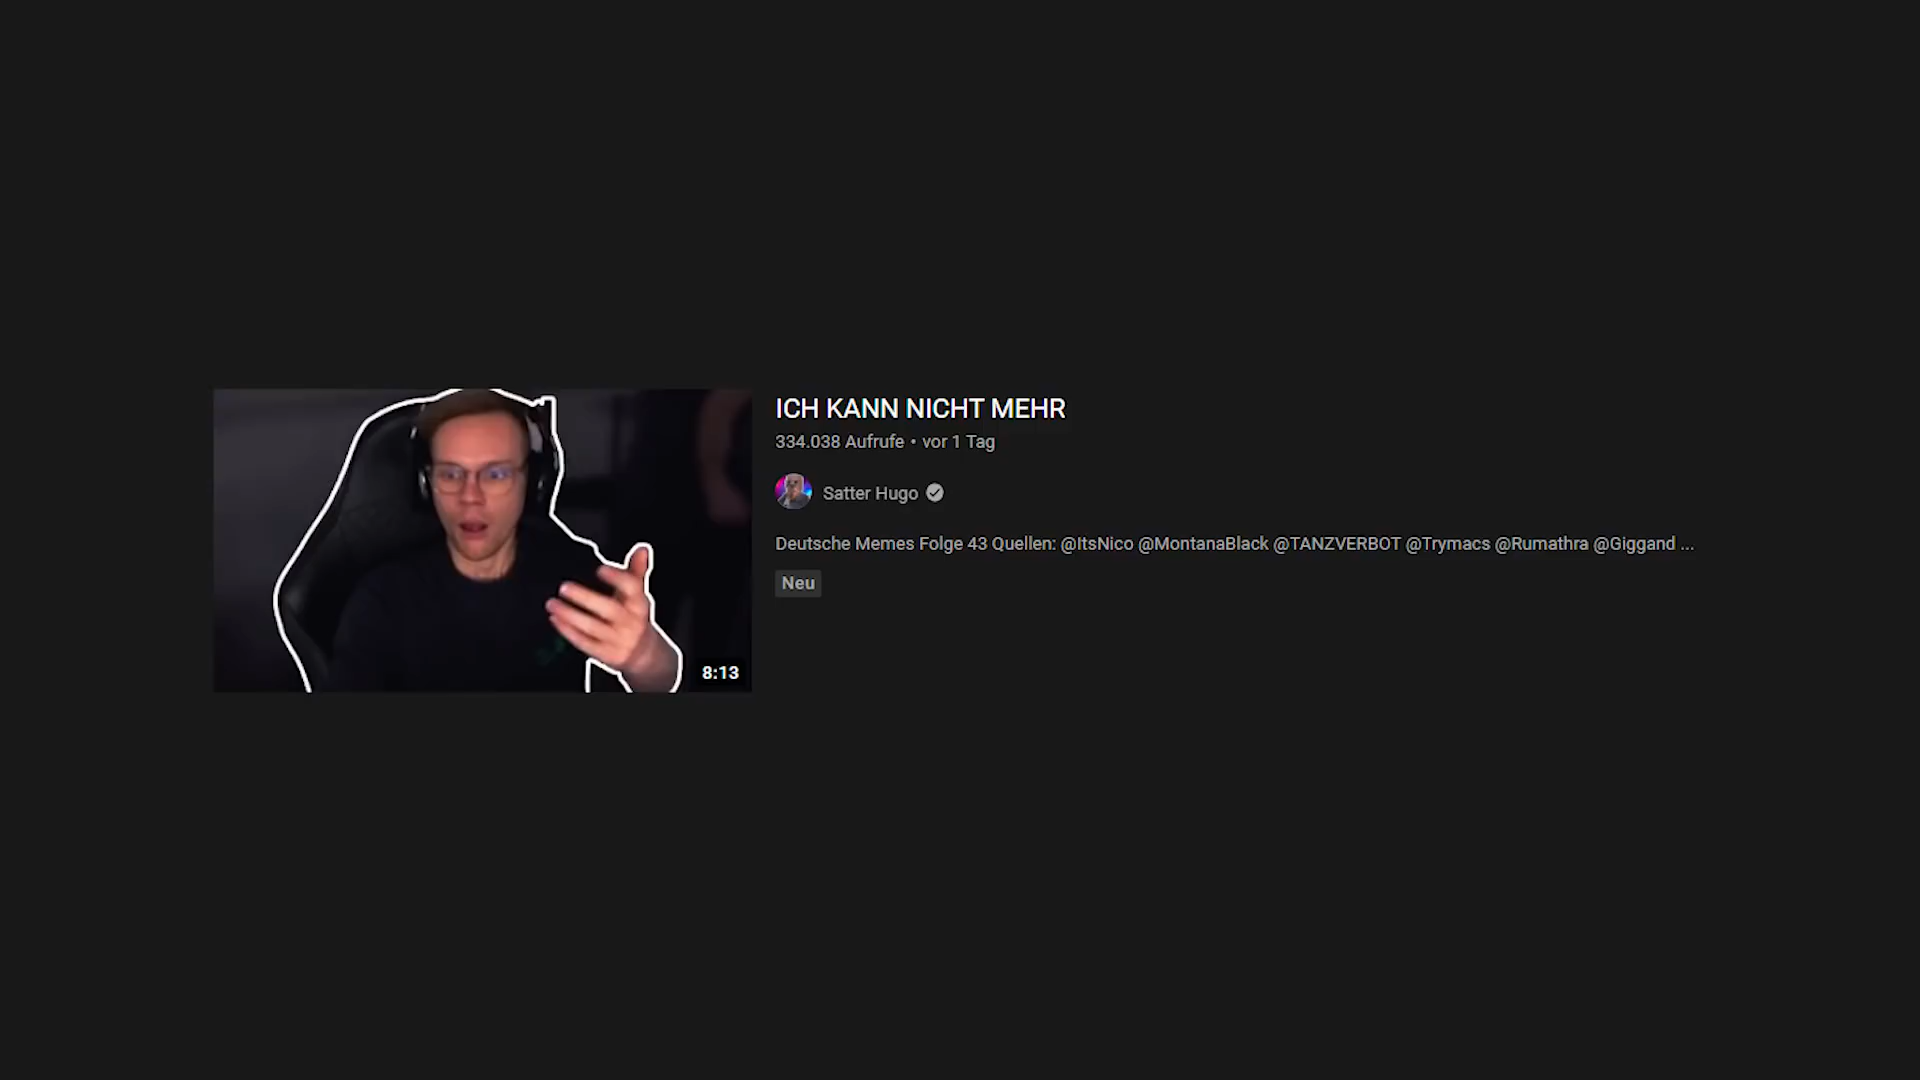 ICH KANN NICHT MEHR
334.038 Aufrufe • vor 1 Tag
Satter Hugo
Deutsche Memes Folge 43 Quellen: @ItsNico @MontanaBlack @TANZVERBOT @Trymacs @Rumathra @Giggand ...
Neu
8:13